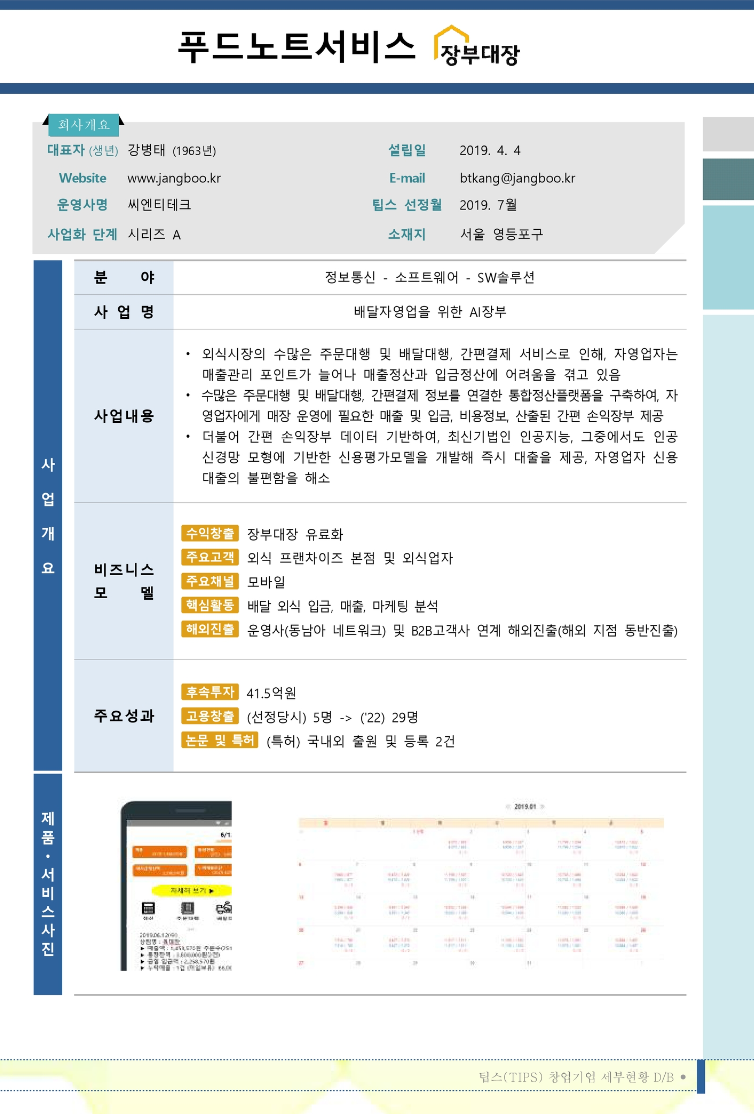 푸드노트서비스 장부대장
회사개요
대표자 (생년) 강병태 (1963년) 설립일 2019. 4. 4
Website www.jangboo.kr E-mail btkang@jangboo.kr
운영사명 씨엔티테크 팁스 선정월 2019. 7월
사업화 단계 시리즈 A 소재지 서울 영등포구
사업개요
분 야 정보통신 - 소프트웨어 - SW솔루션
사 업 명 배달자영업을 위한 AI장부
사업내용
• 외식시장의 수많은 주문대행 및 배달대행, 간편결제 서비스로 인해, 자영업자는
매출관리 포인트가 늘어나 매출정산과 입금정산에 어려움을 겪고 있음
• 수많은 주문대행 및 배달대행, 간편결제 정보를 연결한 통합정산플랫폼을 구축하여, 자
영업자에게 매장 운영에 필요한 매출 및 입금, 비용정보, 산출된 간편 손익장부 제공
• 더불어 간편 손익장부 데이터 기반하여, 최신기법인 인공지능, 그중에서도 인공
신경망 모형에 기반한 신용평가모델을 개발해 즉시 대출을 제공, 자영업자 신용
대출의 불편함을 해소
비즈니스
모 델
수익창출 장부대장 유료화
주요고객 외식 프랜차이즈 본점 및 외식업자
주요채널 모바일
핵심활동 배달 외식 입금, 매출, 마케팅 분석
해외진출 운영사(동남아 네트워크) 및 B2B고객사 연계 해외진출(해외 지점 동반진출)
주요성과
후속투자 41.5억원
고용창출 (선정당시) 5명 -> ('22) 29명
논문 및 특허 (특허) 국내외 출원 및 등록 2건
제품·서비스사진
6/1
자세히 보기 ▶
2019.01
팁스(TIPS) 창업기업 세부현황 D/B